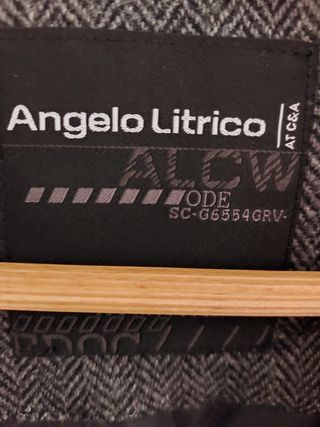 Angelo Litrico
AT C&A
ALCW
ODE
SC-G6554GRV-